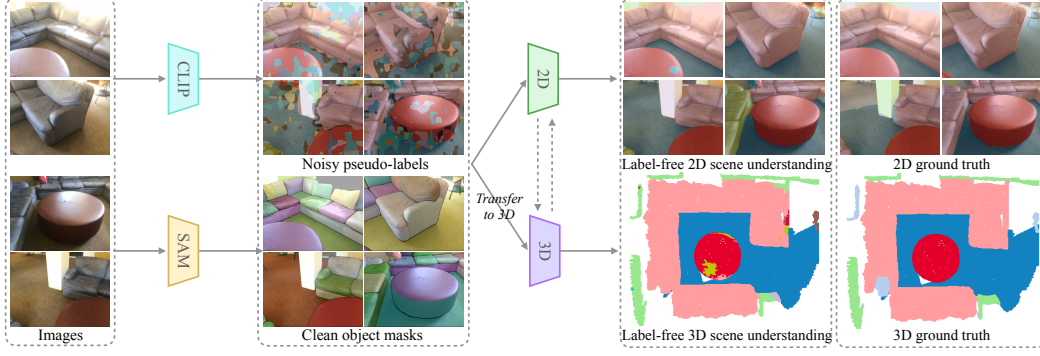 CLIP
2D
Noisy pseudo-labels
Label-free 2D scene understanding
2D ground truth
Transfer
to 3D
SAM
3D
Images
Clean object masks
Label-free 3D scene understanding
3D ground truth